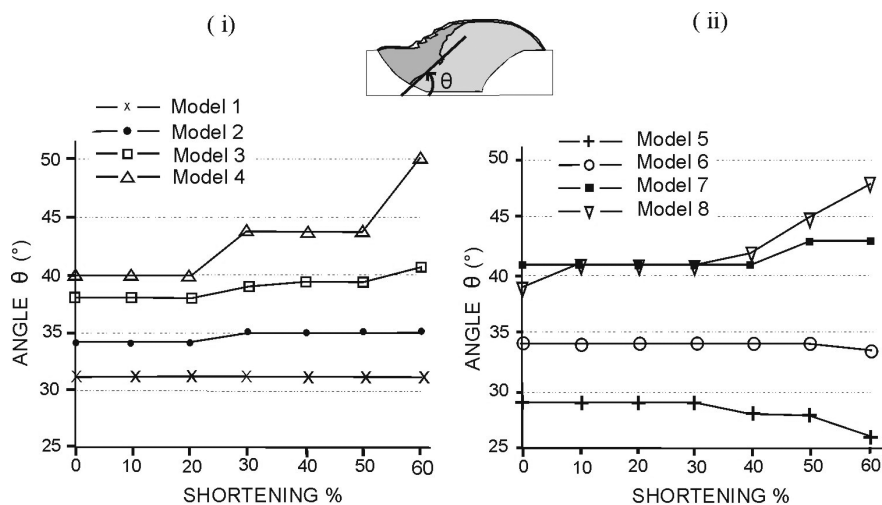 ( i )
( ii )
θ
Model 1
Model 2
Model 3
Model 4
50
45
40
35
30
25
ANGLE θ (°)
0 10 20 30 40 50 60
SHORTENING %
Model 5
Model 6
Model 7
Model 8
50
45
40
35
30
25
ANGLE θ (°)
0 10 20 30 40 50 60
SHORTENING %